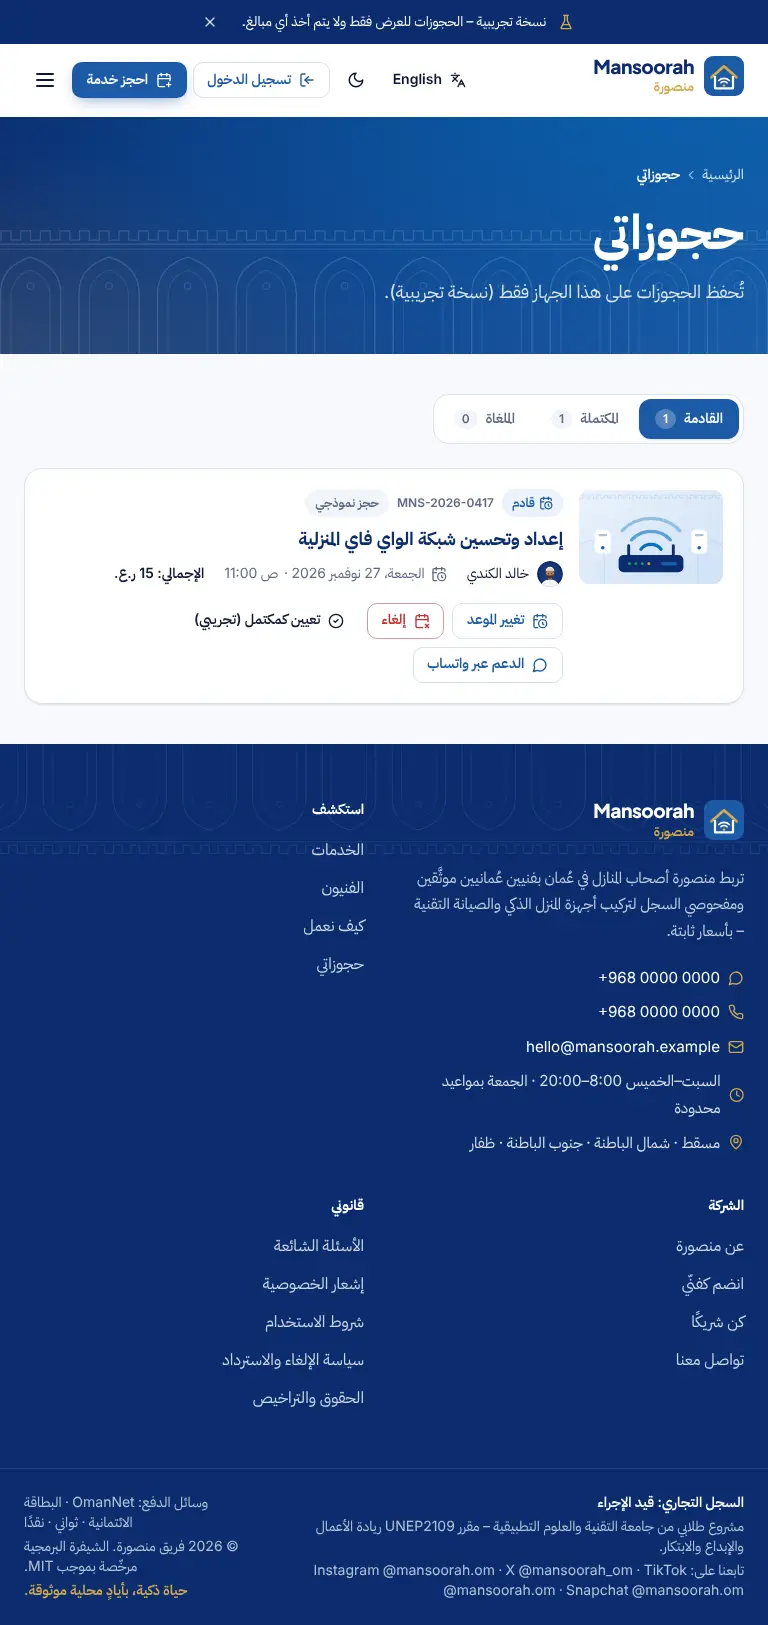 نسخة تجريبية – الحجوزات للعرض فقط ولا يتم أخذ أي مبالغ.
Mansoorah
منصورة
English
تسجيل الدخول
احجز خدمة
الرئيسية
حجوزاتي
حجوزاتي
تُحفظ الحجوزات على هذا الجهاز فقط (نسخة تجريبية).
القادمة 1
المكتملة 1
الملغاة 0
قادم
MNS-2026-0417
حجز نموذجي
إعداد وتحسين شبكة الواي فاي المنزلية
خالد الكندي
الجمعة، 27 نوفمبر 2026 · 11:00 ص
الإجمالي: 15 ر.ع.
تغيير الموعد
إلغاء
تعيين كمكتمل (تجريبي)
الدعم عبر واتساب
Mansoorah
منصورة
تربط منصورة أصحاب المنازل في عُمان بفنيين عُمانيين موثَّقين
ومفحوصي السجل لتركيب أجهزة المنزل الذكي والصيانة التقنية
– بأسعار ثابتة.
+968 0000 0000
+968 0000 0000
hello@mansoorah.example
السبت–الخميس 8:00–20:00 · الجمعة بمواعيد
محدودة
مسقط · شمال الباطنة · جنوب الباطنة · ظفار
استكشف
الخدمات
الفنيون
كيف نعمل
حجوزاتي
الشركة
عن منصورة
انضم كفنّي
كن شريكًا
تواصل معنا
قانوني
الأسئلة الشائعة
إشعار الخصوصية
شروط الاستخدام
سياسة الإلغاء والاسترداد
الحقوق والتراخيص
السجل التجاري: قيد الإجراء
مشروع طلابي من جامعة التقنية والعلوم التطبيقية – مقرر UNEP2109 ريادة الأعمال
والإبداع والابتكار.
تابعنا على: Instagram @mansoorah.om · X @mansoorah_om · TikTok
@mansoorah.om · Snapchat @mansoorah.om
وسائل الدفع: OmanNet · البطاقة
الائتمانية · ثواني · نقدًا
© 2026 فريق منصورة. الشيفرة البرمجية
مرخّصة بموجب MIT.
حياة ذكية، بأيادٍ محلية موثوقة.